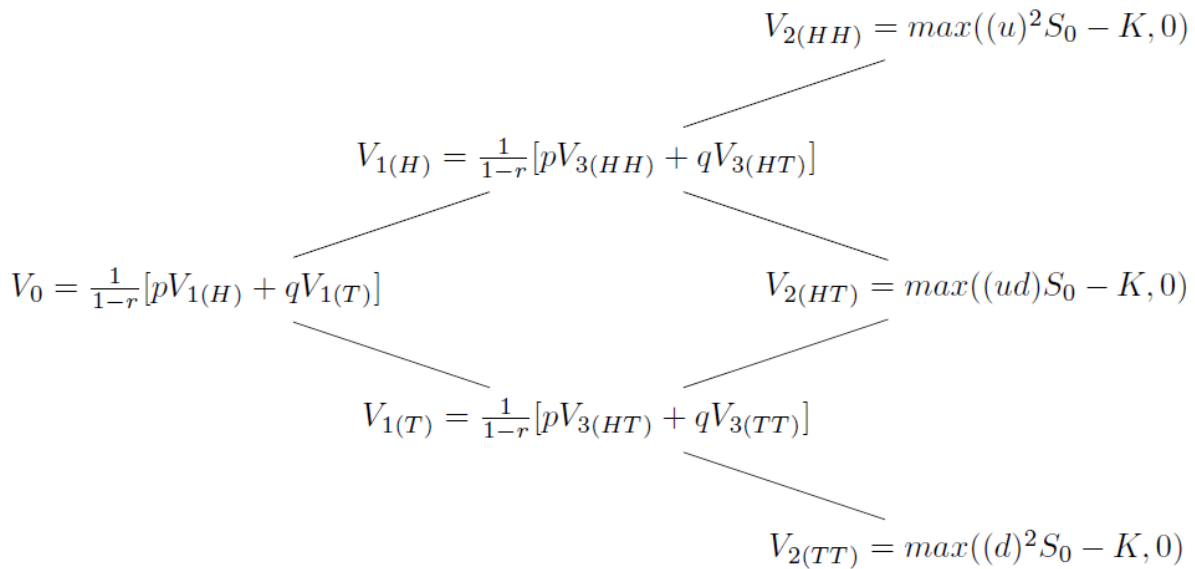 V_{2(HH)} = max((u)^2 S_0 − K, 0)
V_{1(H)} = \frac{1}{1−r}[pV_{3(HH)} + qV_{3(HT)}]
V_0 = \frac{1}{1−r}[pV_{1(H)} + qV_{1(T)}]
V_{2(HT)} = max((ud)S_0 − K, 0)
V_{1(T)} = \frac{1}{1−r}[pV_{3(HT)} + qV_{3(TT)}]
V_{2(TT)} = max((d)^2 S_0 − K, 0)